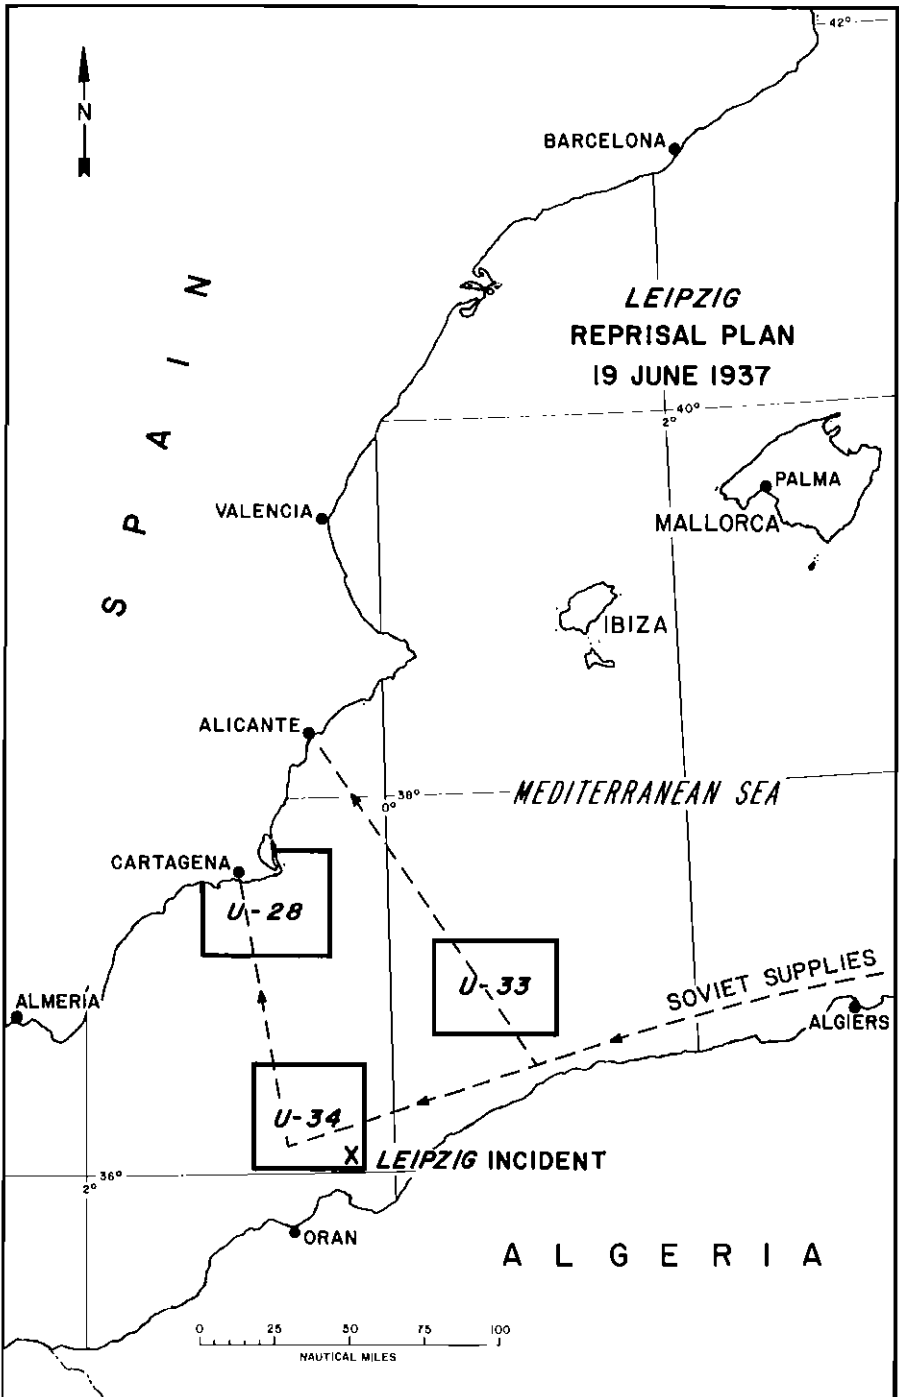 42°
N
BARCELONA
SPAIN
LEIPZIG
REPRISAL PLAN
19 JUNE 1937
40°
2°
PALMA
VALENCIA
MALLORCA
IBIZA
ALICANTE
38°
0°
MEDITERRANEAN SEA
CARTAGENA
U-28
U-33
SOVIET SUPPLIES
ALMERIA
ALGIERS
U-34
X LEIPZIG INCIDENT
36°
2°
ORAN
ALGERIA
0 25 50 75 100
NAUTICAL MILES